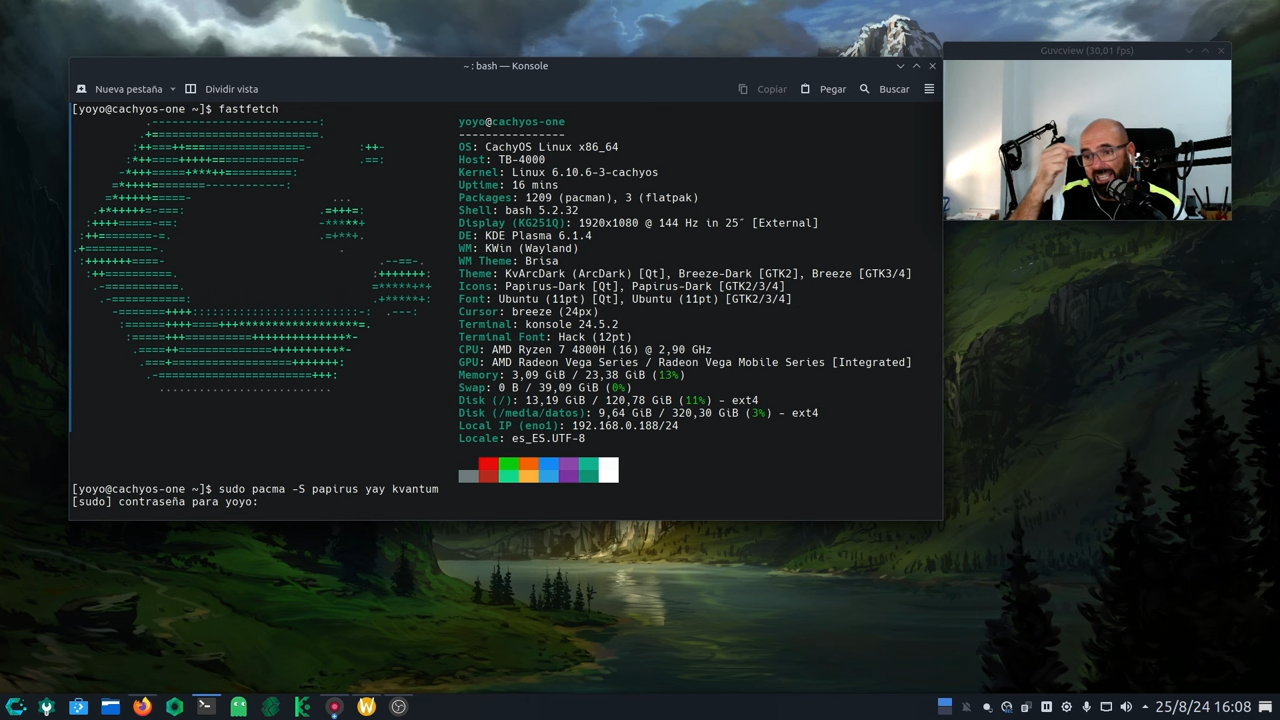 ~ : bash — Konsole
Guvcview (30,01 fps)
Nueva pestaña
Dividir vista
Copiar
Pegar
Buscar
[yoyo@cachyos-one ~]$ fastfetch
yoyo@cachyos-one
----------------
OS: CachyOS Linux x86_64
Host: TB-4000
Kernel: Linux 6.10.6-3-cachyos
Uptime: 16 mins
Packages: 1209 (pacman), 3 (flatpak)
Shell: bash 5.2.32
Display (KG251Q): 1920x1080 @ 144 Hz in 25″ [External]
DE: KDE Plasma 6.1.4
WM: KWin (Wayland)
WM Theme: Brisa
Theme: KvArcDark (ArcDark) [Qt], Breeze-Dark [GTK2], Breeze [GTK3/4]
Icons: Papirus-Dark [Qt], Papirus-Dark [GTK2/3/4]
Font: Ubuntu (11pt) [Qt], Ubuntu (11pt) [GTK2/3/4]
Cursor: breeze (24px)
Terminal: konsole 24.5.2
Terminal Font: Hack (12pt)
CPU: AMD Ryzen 7 4800H (16) @ 2,90 GHz
GPU: AMD Radeon Vega Series / Radeon Vega Mobile Series [Integrated]
Memory: 3,09 GiB / 23,38 GiB (13%)
Swap: 0 B / 39,09 GiB (0%)
Disk (/): 13,19 GiB / 120,78 GiB (11%) - ext4
Disk (/media/datos): 9,64 GiB / 320,30 GiB (3%) - ext4
Local IP (eno1): 192.168.0.188/24
Locale: es_ES.UTF-8
[yoyo@cachyos-one ~]$ sudo pacma -S papirus yay kvantum
[sudo] contraseña para yoyo:
25/8/24 16:08